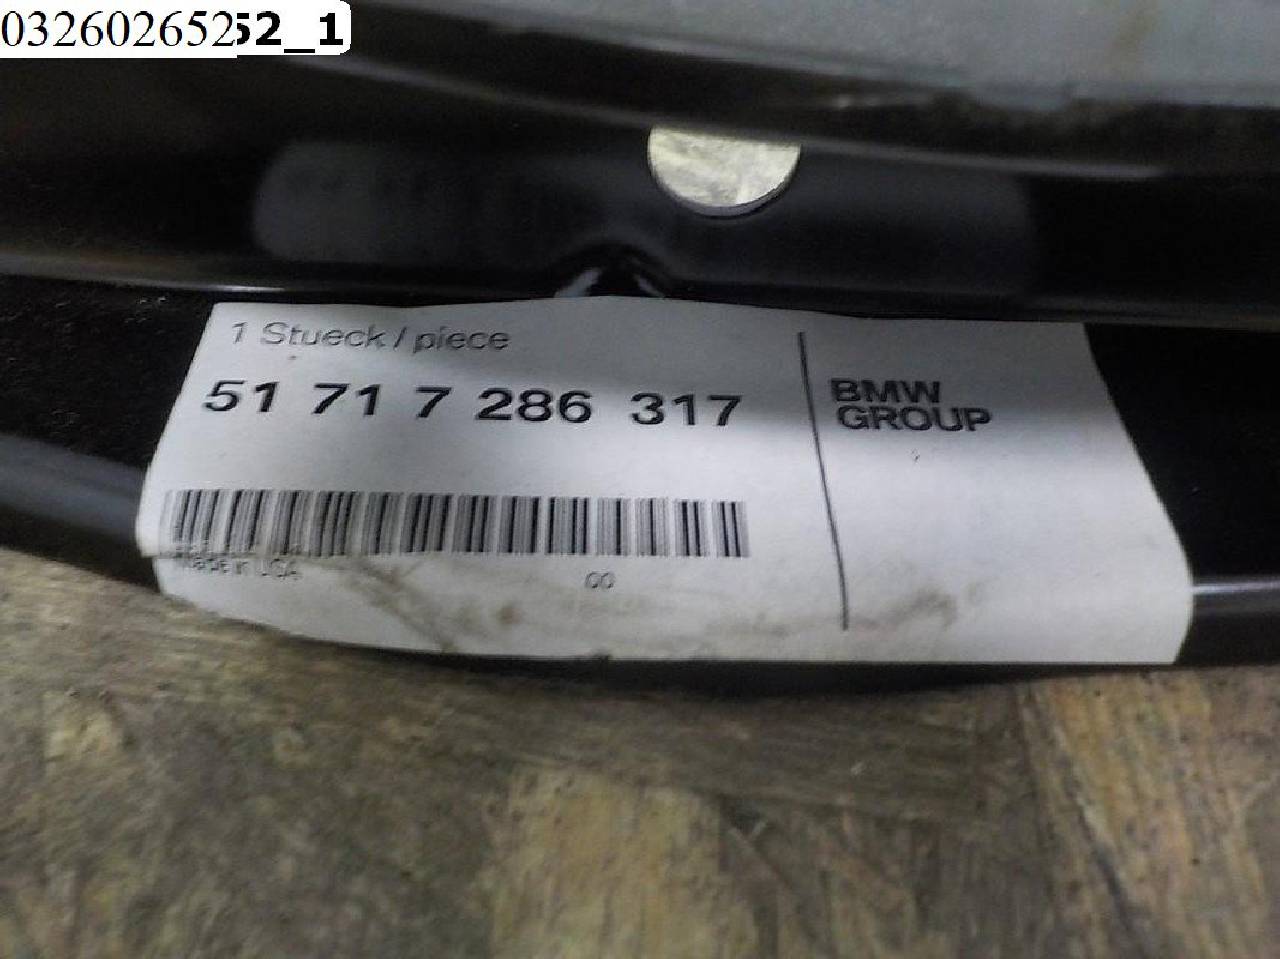 03260265252_1
1 Stueck / piece
51 71 7 286 317
BMW
GROUP
Made in USA
00